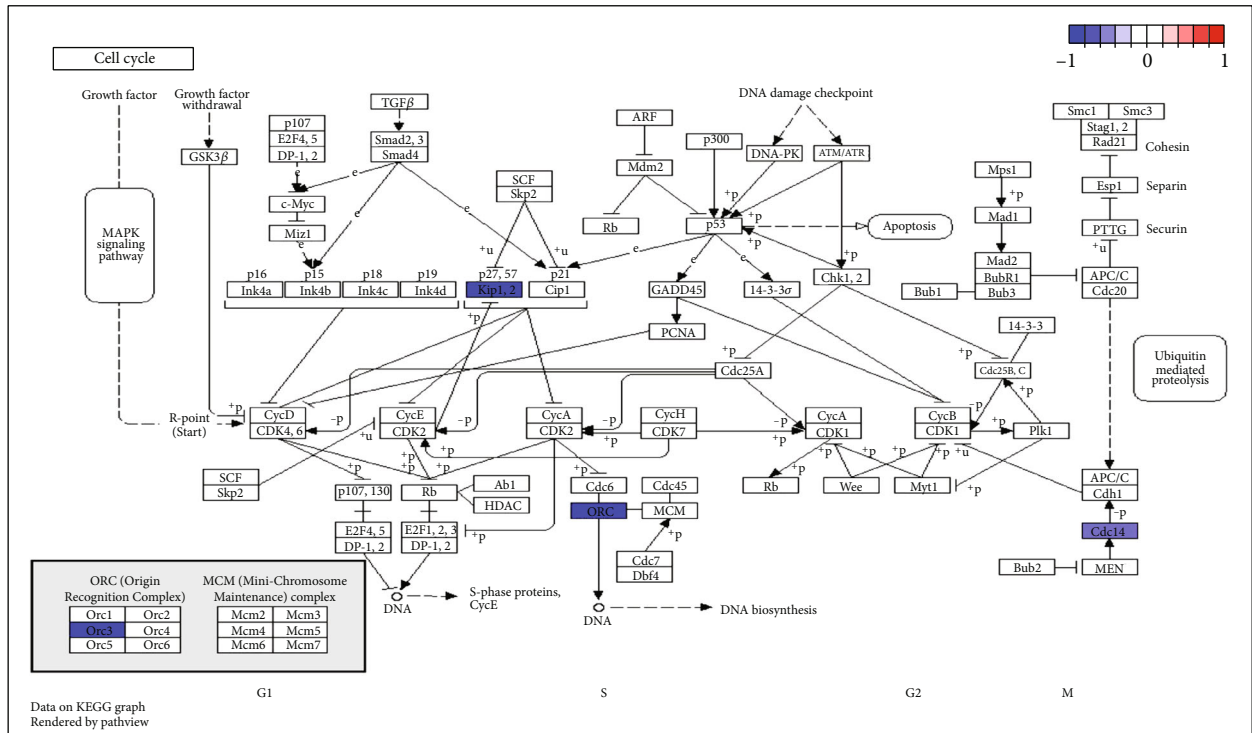 Cell cycle
−1 0 1
Growth factor
Growth factor
withdrawal
GSK3β
MAPK
signaling
pathway
p107
E2F4, 5
DP-1, 2
e
c-Myc
Miz1
e
TGFβ
Smad2, 3
Smad4
e
e
e
SCF
Skp2
+u
+u
ARF
Mdm2
Rb
p300
DNA damage checkpoint
DNA-PK
ATM/ATR
+p
+p
+p
+p
+p
p53
Apoptosis
e
e
e
p16
Ink4a
p15
Ink4b
p18
Ink4c
p19
Ink4d
p27, 57
Kip1, 2
p21
Cip1
+p
GADD45
14-3-3σ
Chk1, 2
PCNA
Smc1
Smc3
Stag1, 2
Rad21
Cohesin
Mps1
+p
Mad1
Mad2
BubR1
Bub3
Bub1
Esp1
Separin
PTTG
Securin
+u
APC/C
Cdc20
14-3-3
+p
Cdc25B, C
+p
Cdc25A
Ubiquitin
mediated
proteolysis
R-point
(Start)
+p
CycD
CDK4, 6
−p
CycE
CDK2
−p
+u
CycA
CDK2
−p
+p
CycH
CDK7
−p
+p
CycA
CDK1
CycB
CDK1
−p
+p
+p
Plk1
+u
SCF
Skp2
+p
+p
+p
+p
+p
p107, 130
Rb
Ab1
HDAC
+p
Cdc6
Cdc45
ORC
MCM
+p
Cdc7
Dbf4
+p
Rb
Wee
+p
+p
Myt1
+p
APC/C
Cdh1
−p
Cdc14
Bub2
MEN
E2F4, 5
DP-1, 2
E2F1, 2, 3
DP-1, 2
+p
DNA
S-phase proteins,
CycE
DNA
DNA biosynthesis
ORC (Origin
Recognition Complex)
Orc1 Orc2
Orc3 Orc4
Orc5 Orc6
MCM (Mini-Chromosome
Maintenance) complex
Mcm2 Mcm3
Mcm4 Mcm5
Mcm6 Mcm7
G1 S G2 M
Data on KEGG graph
Rendered by pathview